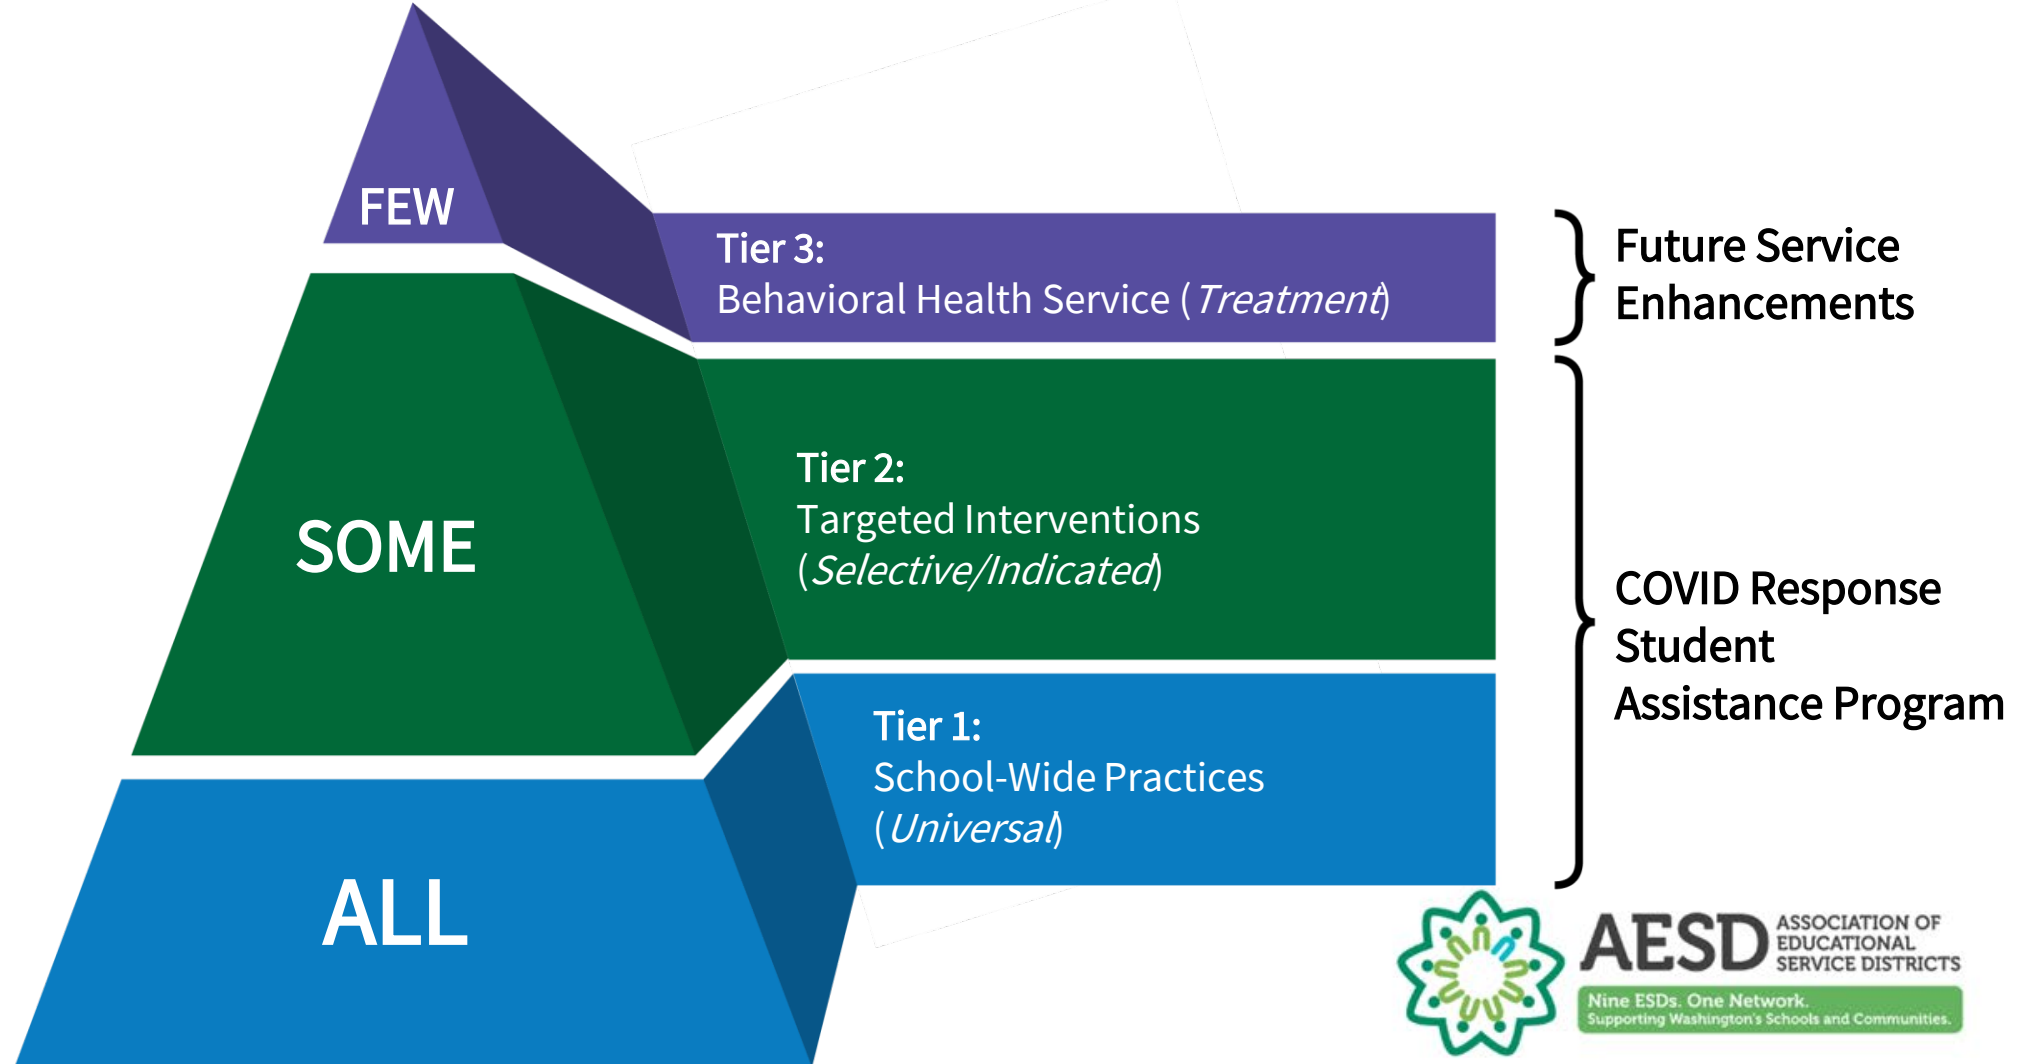 FEW
Tier 3:
Behavioral Health Service (Treatment)
Future Service
Enhancements
SOME
Tier 2:
Targeted Interventions
(Selective/Indicated)
COVID Response
Student
Assistance Program
ALL
Tier 1:
School-Wide Practices
(Universal)
AESD
ASSOCIATION OF
EDUCATIONAL
SERVICE DISTRICTS
Nine ESDs. One Network.
Supporting Washington's Schools and Communities.